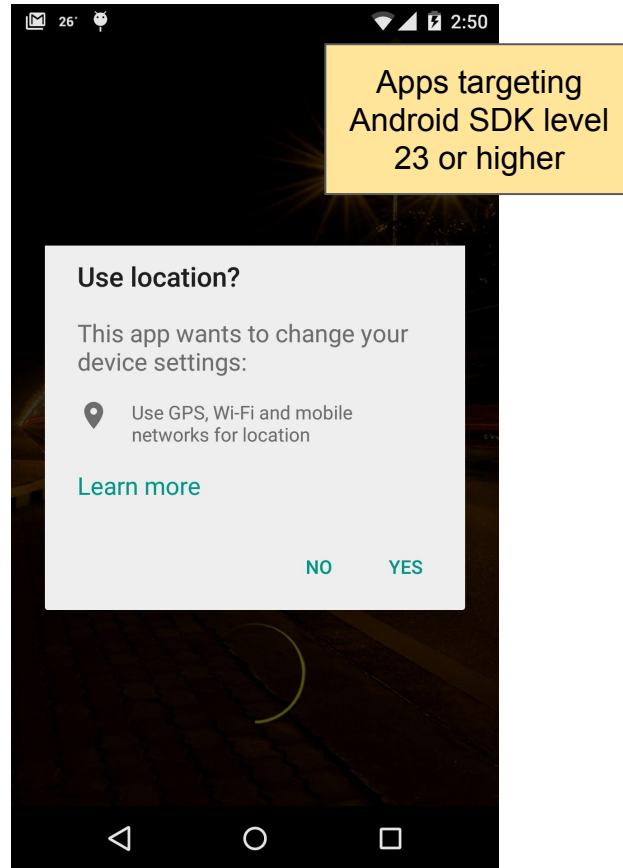 26° 2:50
Apps targeting
Android SDK level
23 or higher
Use location?
This app wants to change your
device settings:
Use GPS, Wi-Fi and mobile
networks for location
Learn more
NO YES